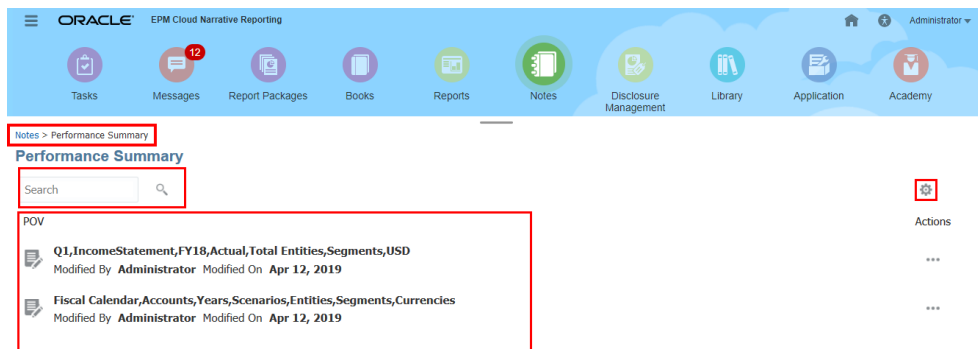 ORACLE® EPM Cloud Narrative Reporting Administrator
12
Tasks Messages Report Packages Books Reports Notes Disclosure Management Library Application Academy
Notes > Performance Summary
Performance Summary
Search
POV Actions
Q1,IncomeStatement,FY18,Actual,Total Entities,Segments,USD
Modified By Administrator Modified On Apr 12, 2019
Fiscal Calendar,Accounts,Years,Scenarios,Entities,Segments,Currencies
Modified By Administrator Modified On Apr 12, 2019